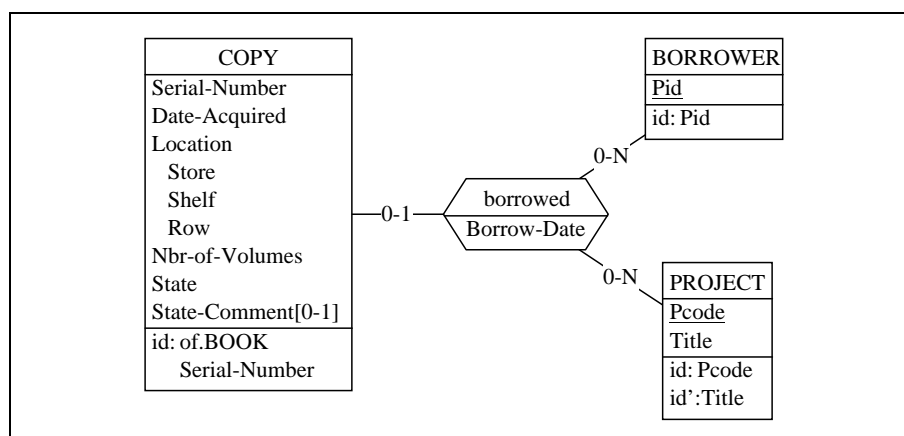 COPY
Serial-Number
Date-Acquired
Location
Store
Shelf
Row
Nbr-of-Volumes
State
State-Comment[0-1]
id: of.BOOK
Serial-Number
0-1
borrowed
Borrow-Date
0-N
BORROWER
Pid
id: Pid
0-N
PROJECT
Pcode
Title
id: Pcode
id':Title